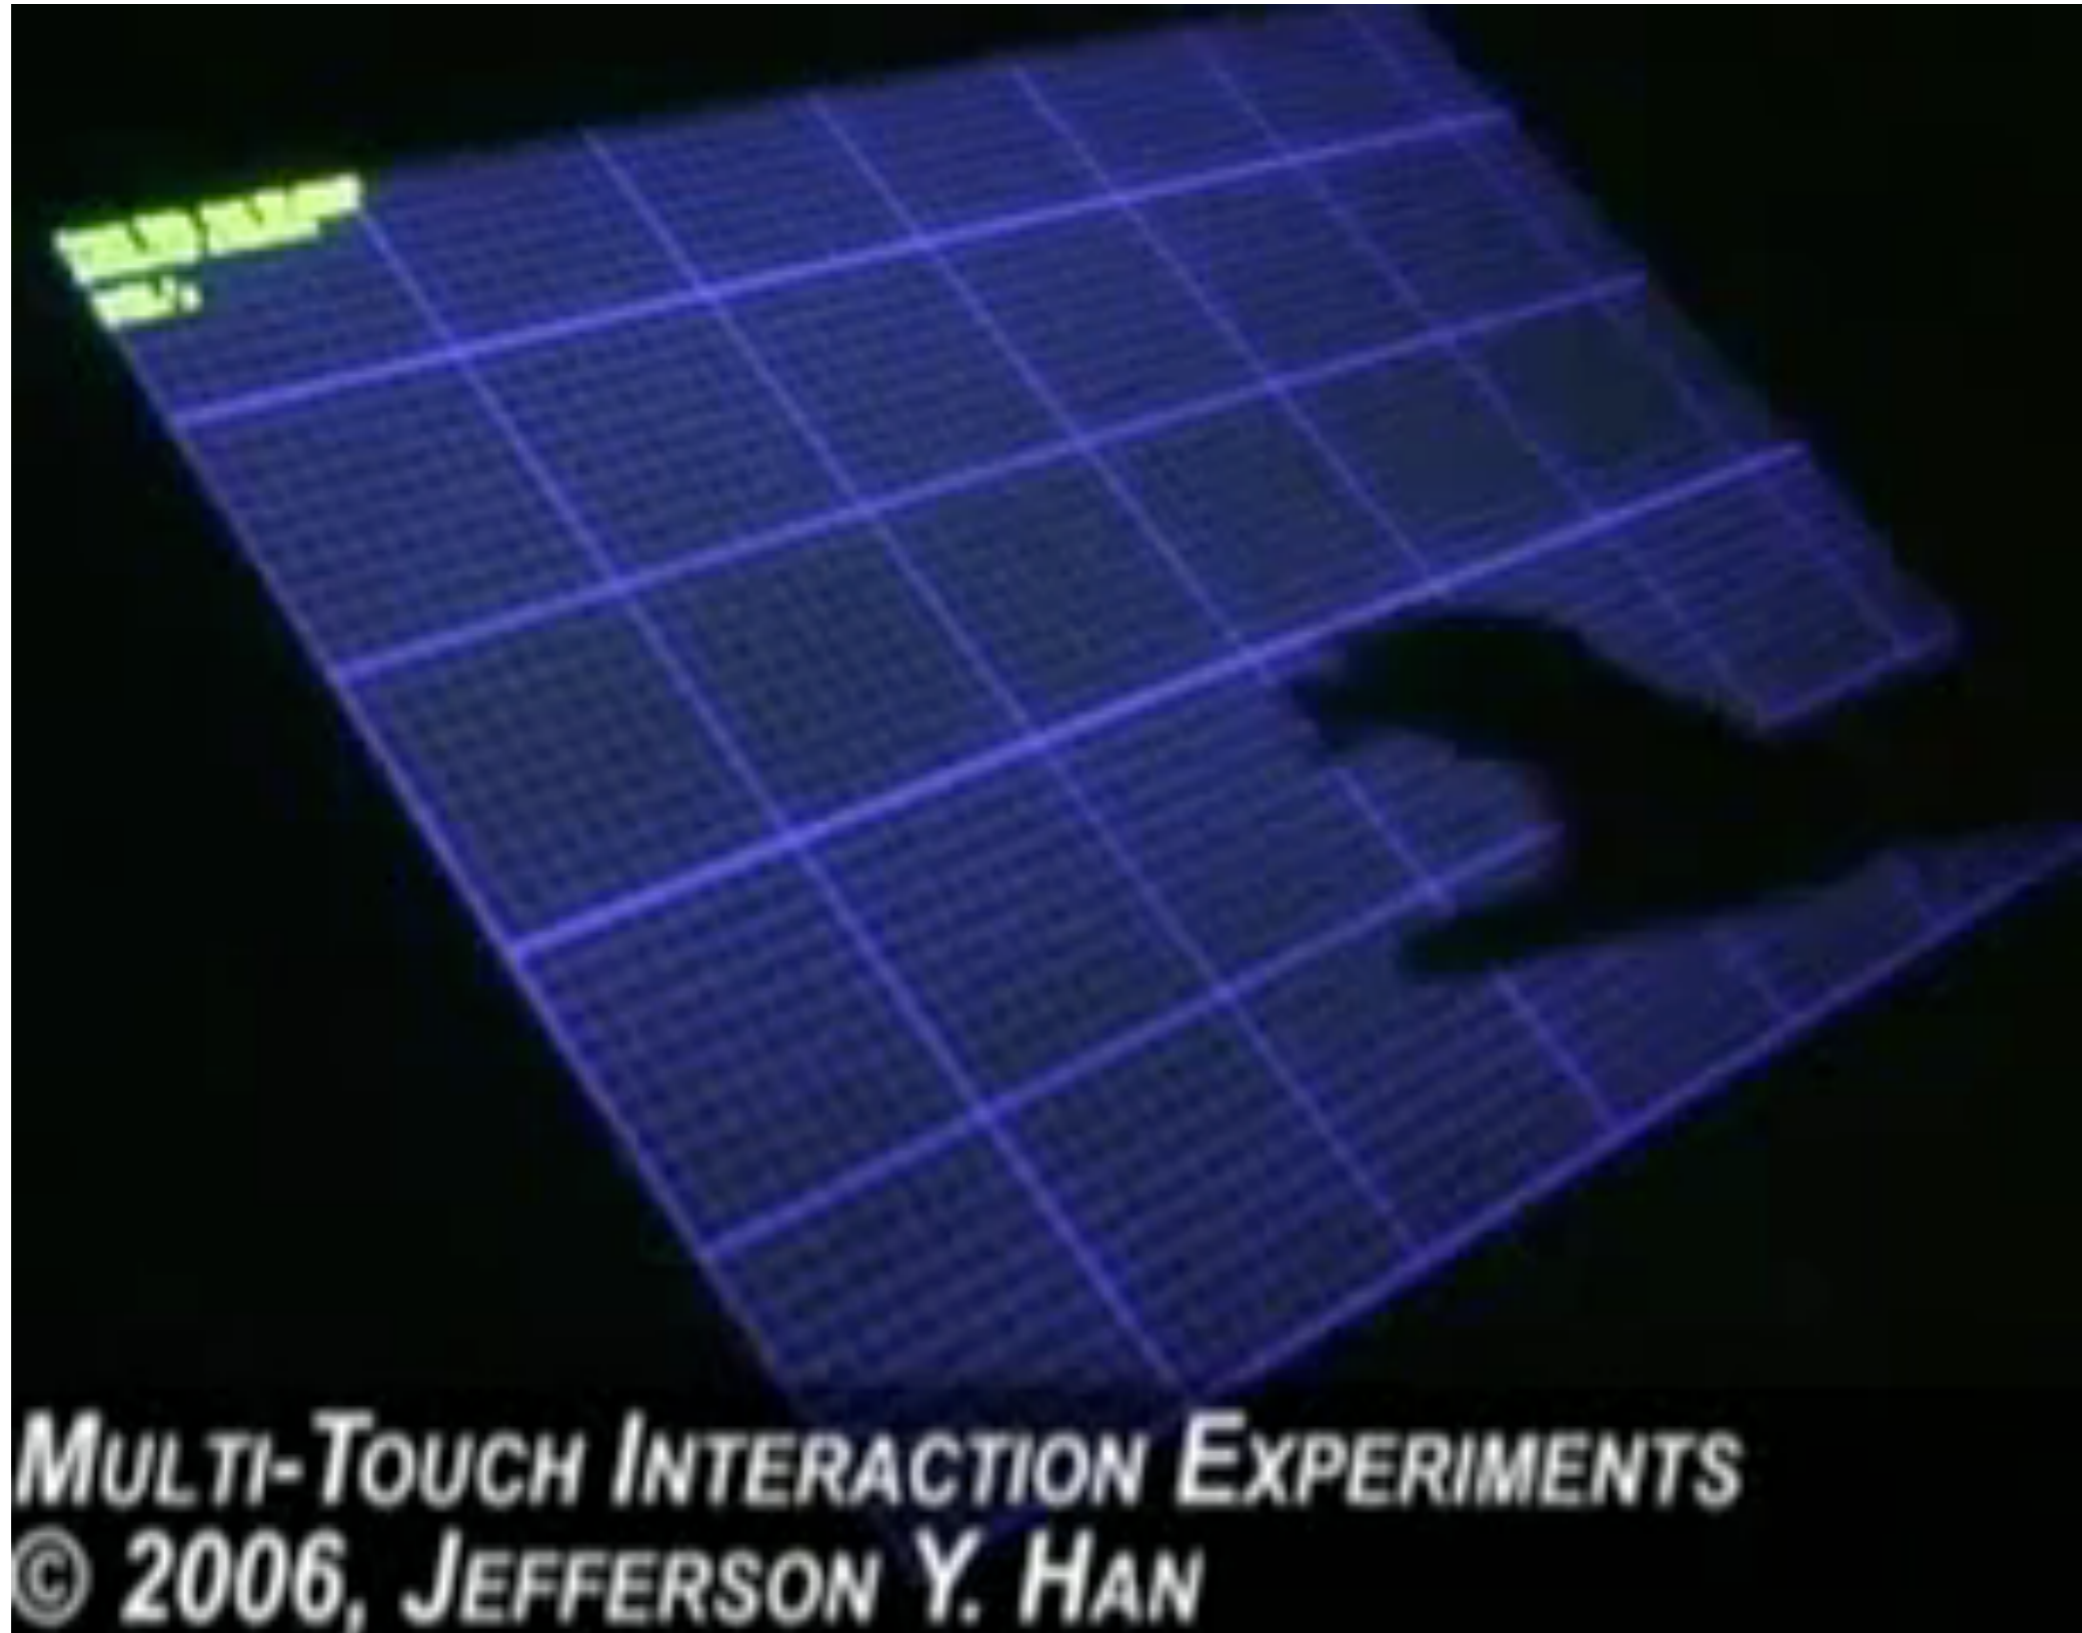 MULTI-TOUCH INTERACTION EXPERIMENTS
© 2006, JEFFERSON Y. HAN